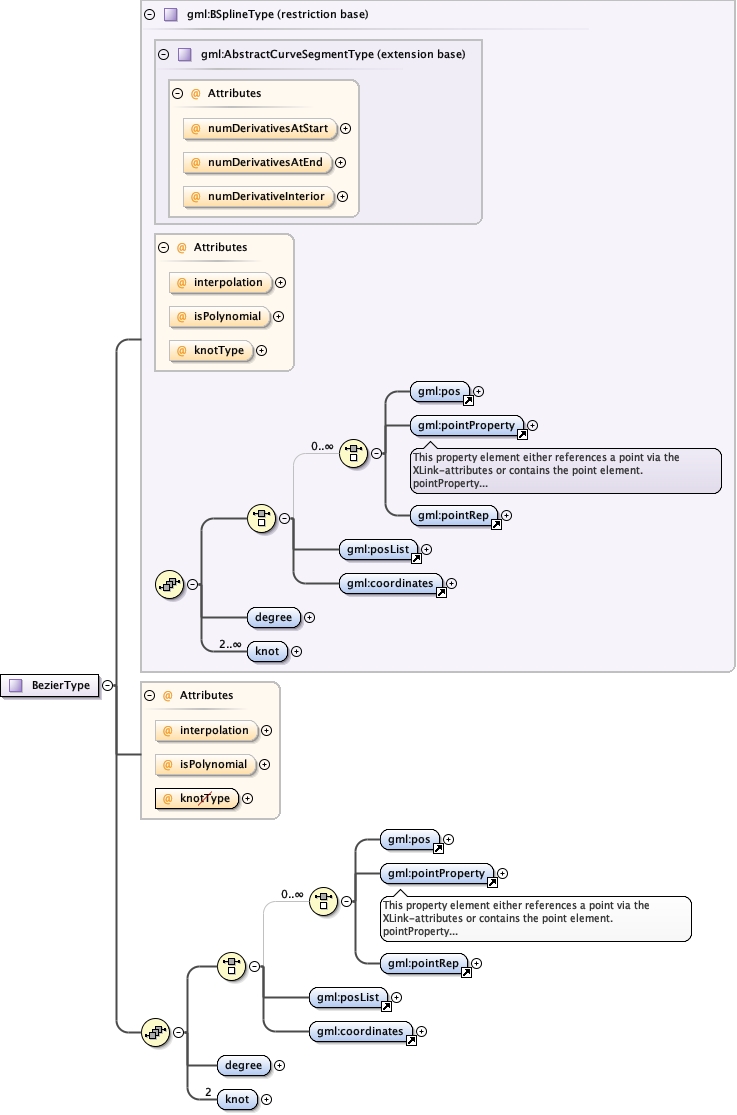 gml:BSplineType (restriction base)
gml:AbstractCurveSegmentType (extension base)
@ Attributes
@ numDerivativesAtStart
@ numDerivativesAtEnd
@ numDerivativeInterior
@ Attributes
@ interpolation
@ isPolynomial
@ knotType
gml:pos
gml:pointProperty
0..∞
This property element either references a point via the
XLink-attributes or contains the point element.
pointProperty...
gml:pointRep
gml:posList
gml:coordinates
degree
2..∞
knot
BezierType
@ Attributes
@ interpolation
@ isPolynomial
@ knotType
gml:pos
gml:pointProperty
0..∞
This property element either references a point via the
XLink-attributes or contains the point element.
pointProperty...
gml:pointRep
gml:posList
gml:coordinates
degree
2
knot